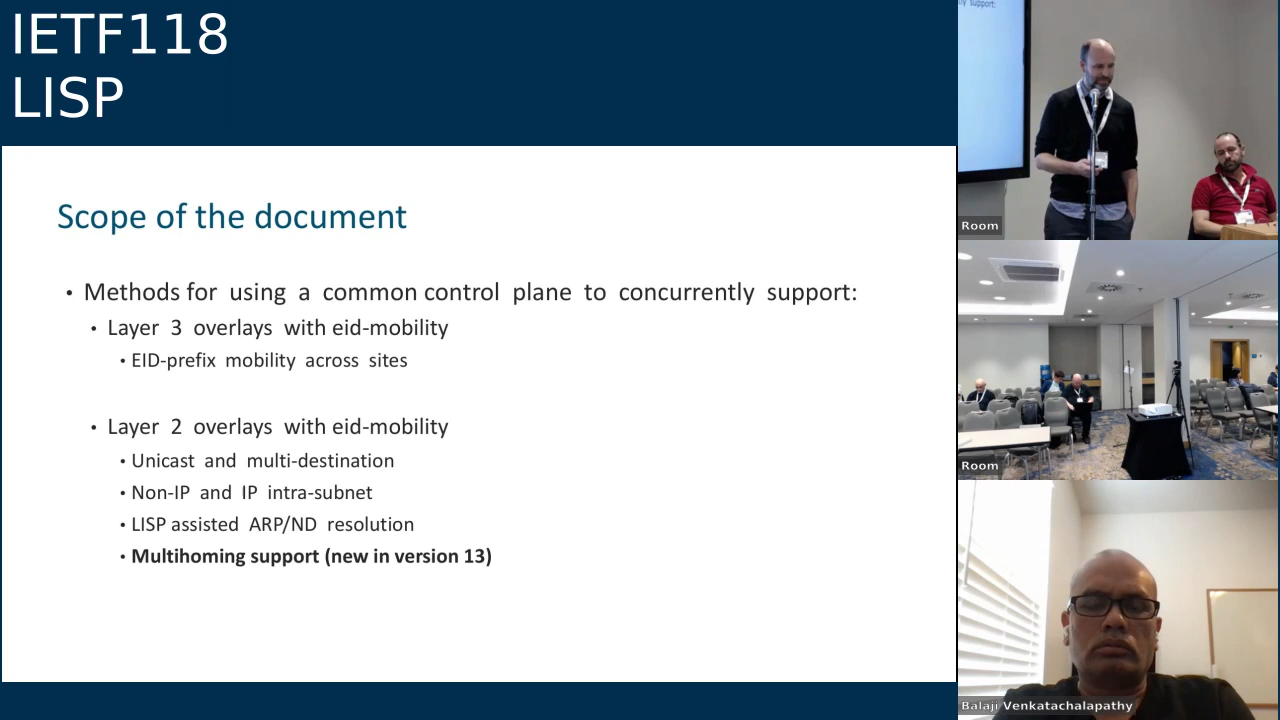 IETF118
LISP
Scope of the document
• Methods for using a common control plane to concurrently support:
• Layer 3 overlays with eid-mobility
• EID-prefix mobility across sites
• Layer 2 overlays with eid-mobility
• Unicast and multi-destination
• Non-IP and IP intra-subnet
• LISP assisted ARP/ND resolution
• Multihoming support (new in version 13)
support:
Room
Room
Balaji Venkatachalapathy